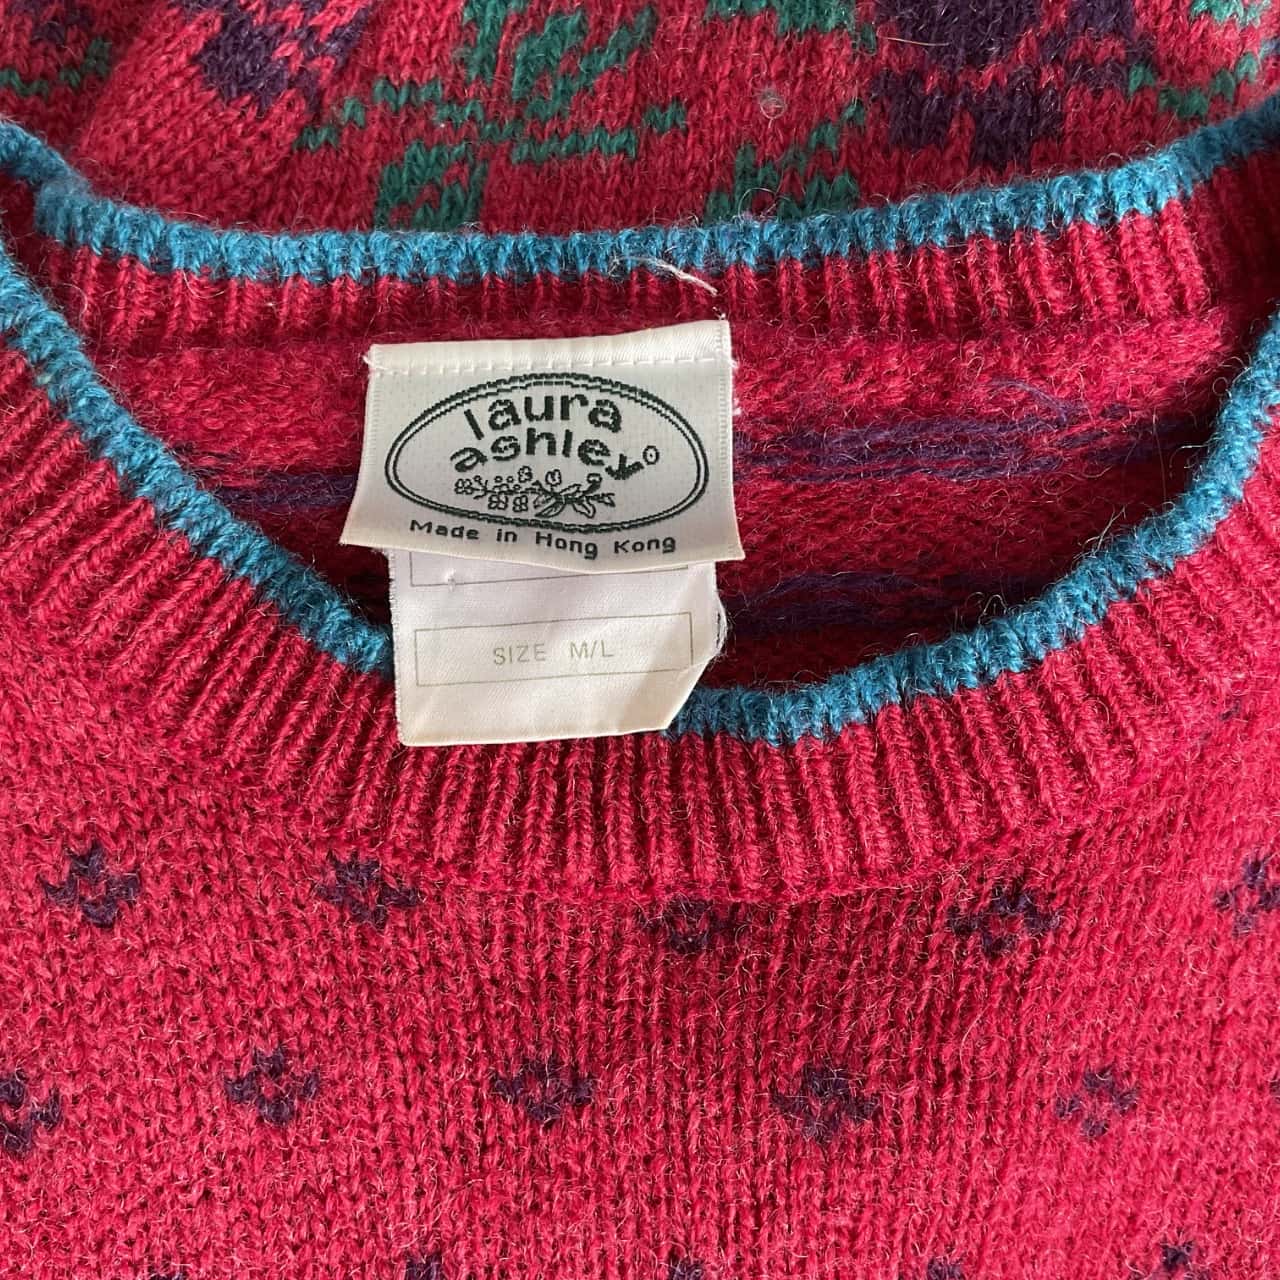 laura
ashley®
Made in Hong Kong
SIZE M/L